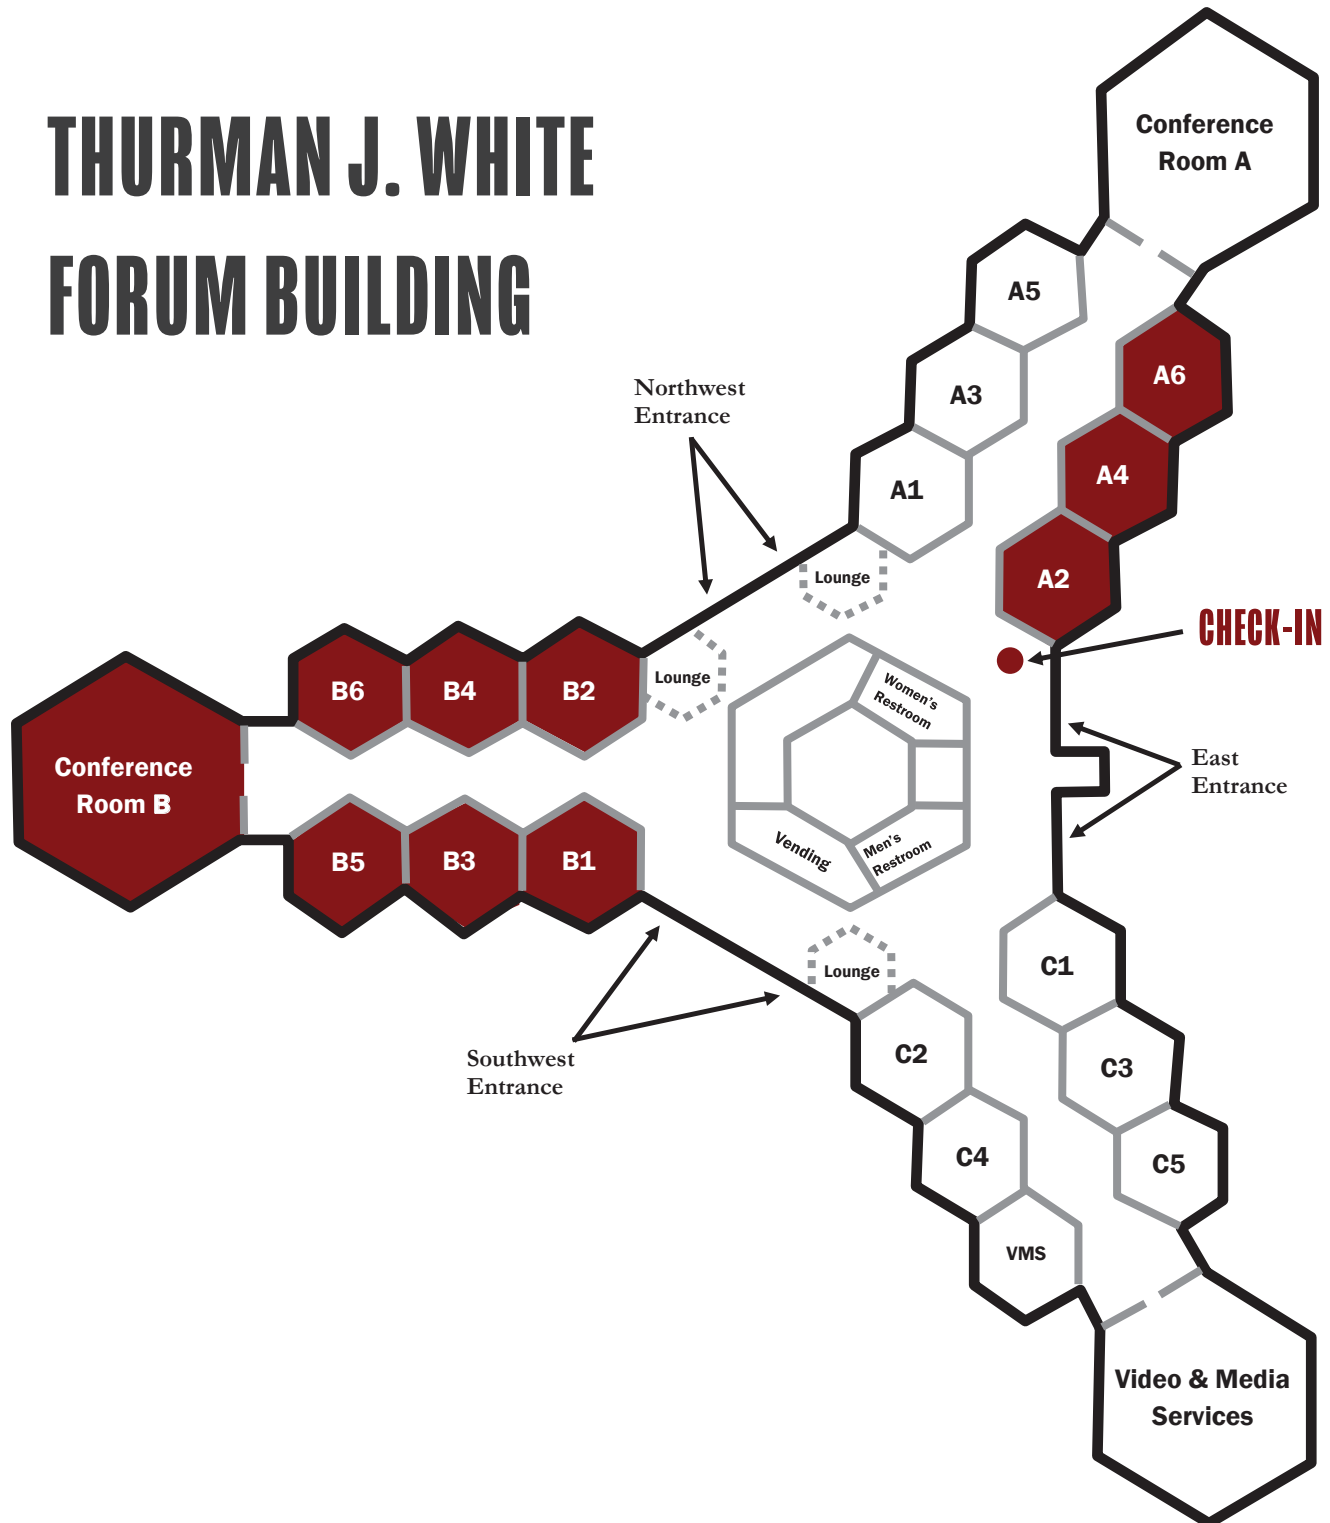 THURMAN J. WHITE
FORUM BUILDING
Conference
Room A
A5
A6
Northwest
Entrance
A3
A4
A1
Lounge
A2
CHECK-IN
B6
B4
B2
Lounge
Women's
Restroom
East
Entrance
Conference
Room B
B5
B3
B1
Vending
Men's
Restroom
Lounge
C1
Southwest
Entrance
C2
C3
C4
C5
VMS
Video & Media
Services